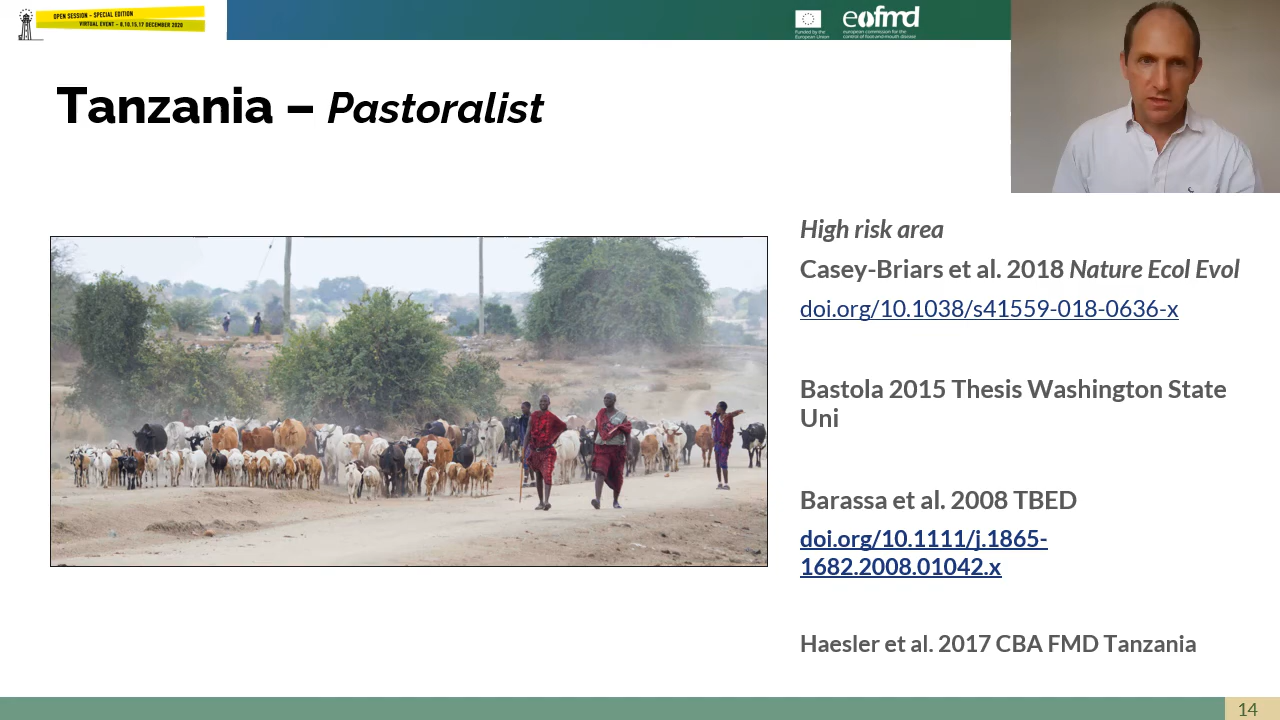 OPEN SESSION – SPECIAL EDITION
VIRTUAL EVENT – 8,10,15,17 DECEMBER 2020
Funded by the
European Union
eofmd
european commission for the
control of foot-and-mouth disease
Tanzania – Pastoralist
High risk area
Casey-Briars et al. 2018 Nature Ecol Evol
doi.org/10.1038/s41559-018-0636-x
Bastola 2015 Thesis Washington State
Uni
Barassa et al. 2008 TBED
doi.org/10.1111/j.1865-
1682.2008.01042.x
Haesler et al. 2017 CBA FMD Tanzania
14